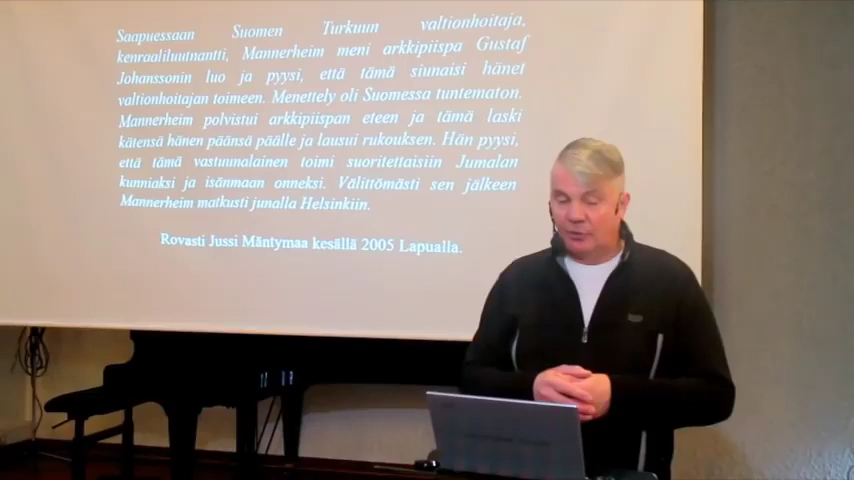 Saapuessaan Suomen Turkuun valtionhoitaja,
kenraaliluutnantti, Mannerheim meni arkkipiispa Gustaf
Johanssonin luo ja pyysi, että tämä siunaisi hänet
valtionhoitajan toimeen. Menettely oli Suomessa tuntematon.
Mannerheim polvistui arkkipiispan eteen ja tämä laski
kätensä hänen päänsä päälle ja lausui rukouksen. Hän pyysi,
että tämä vastuunalainen toimi suoritettaisiin Jumalan
kunniaksi ja isänmaan onneksi. Välittömästi sen jälkeen
Mannerheim matkusti junalla Helsinkiin.
Rovasti Jussi Mäntymaa kesällä 2005 Lapualla.